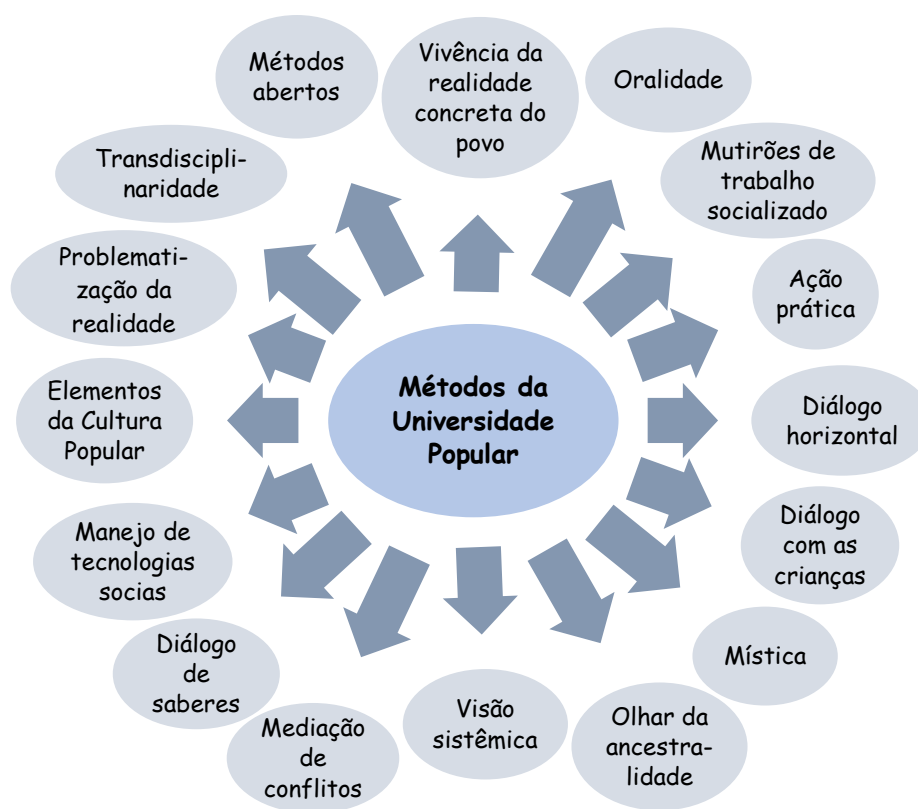 Métodos da
Universidade
Popular
Vivência da
realidade
concreta do
povo
Oralidade
Mutirões de
trabalho
socializado
Ação
prática
Diálogo
horizontal
Diálogo
com as
crianças
Mística
Olhar da
ancestra-
lidade
Visão
sistêmica
Mediação
de
conflitos
Diálogo
de
saberes
Manejo de
tecnologias
socias
Elementos
da Cultura
Popular
Problemati-
zação da
realidade
Transdiscipli-
naridade
Métodos
abertos